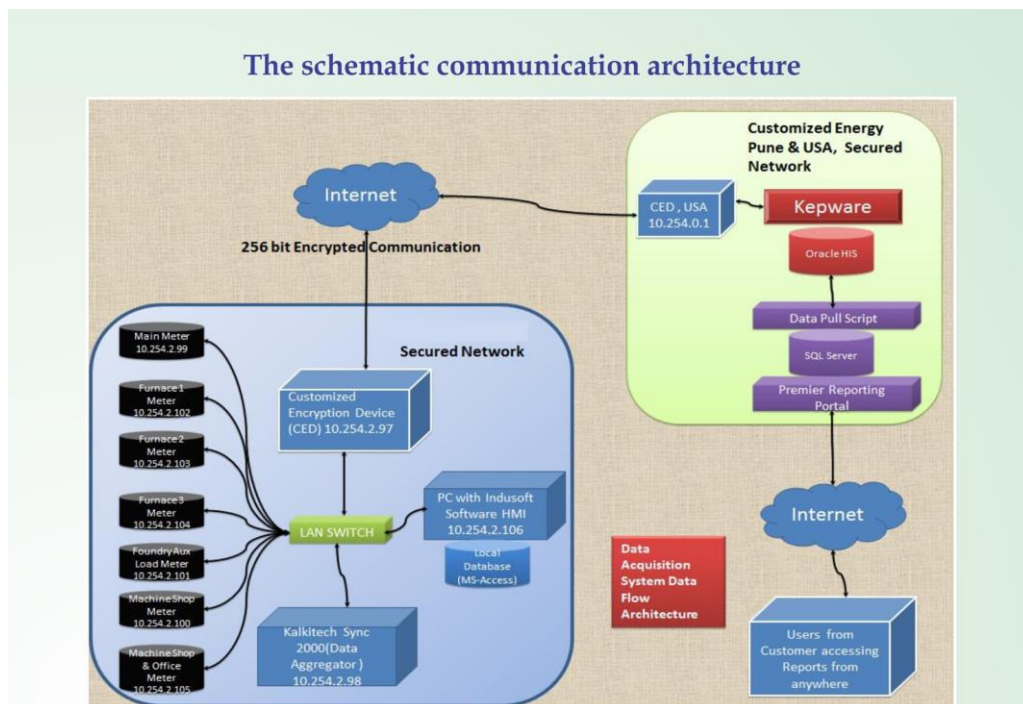 The schematic communication architecture
Customized Energy
Pune & USA, Secured
Network
Internet
CED , USA
10.254.0.1
Kepware
256 bit Encrypted Communication
Oracle HIS
Data Pull Script
SQL Server
Premier Reporting
Portal
Main Meter
10.254.2.99
Secured Network
Furnace1
Meter
10.254.2.102
Customized
Encryption Device
(CED) 10.254.2.97
Furnace2
Meter
10.254.2.103
Furnace3
Meter
10.254.2.104
LAN SWITCH
PC with Indusoft
Software HMI
10.254.2.106
Local
Database
(MS-Access)
Foundry Aux
Load Meter
10.254.2.101
Machine Shop
Meter
10.254.2.100
Machine Shop
& Office
Meter
10.254.2.105
Kalkitech Sync
2000(Data
Aggregator )
10.254.2.98
Internet
Data
Acquisition
System Data
Flow
Architecture
Users from
Customer accessing
Reports from
anywhere